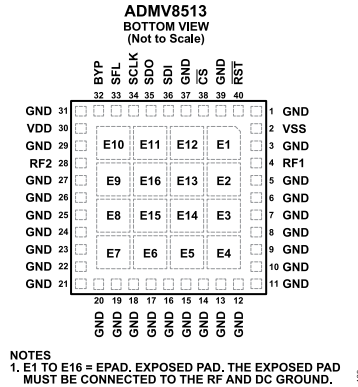 ADMV8513
BOTTOM VIEW
(Not to Scale)
BYP SFL SCLK SDO SDI GND CS GND RST
32 33 34 35 36 37 38 39 40
GND 31
VDD 30
GND 29
RF2 28
GND 27
GND 26
GND 25
GND 24
GND 23
GND 22
GND 21
E10 E11 E12 E1
E9 E16 E13 E2
E8 E15 E14 E3
E7 E6 E5 E4
1 GND
2 VSS
3 GND
4 RF1
5 GND
6 GND
7 GND
8 GND
9 GND
10 GND
11 GND
20 19 18 17 16 15 14 13 12
GND GND GND GND GND GND GND GND GND
NOTES
1. E1 TO E16 = EPAD. EXPOSED PAD. THE EXPOSED PAD
MUST BE CONNECTED TO THE RF AND DC GROUND.